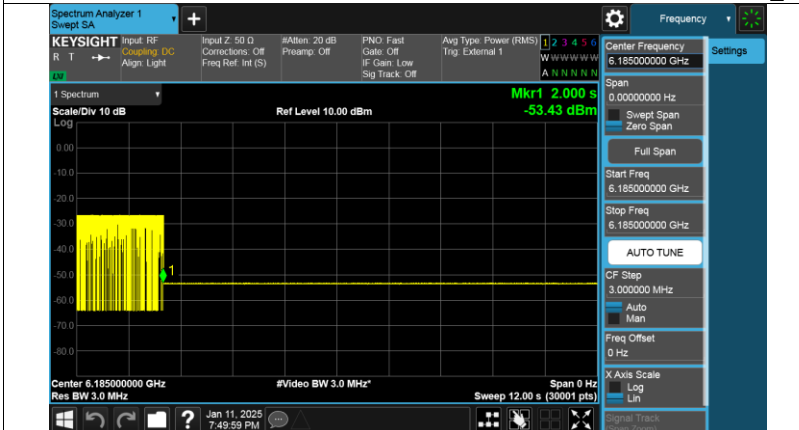 Spectrum Analyzer 1
Swept SA
Frequency
KEYSIGHT
R T
LXI
Input: RF
Coupling: DC
Align: Light
Input Z: 50 Ω
Corrections: Off
Freq Ref: Int (S)
#Atten: 20 dB
Preamp: Off
PNO: Fast
Gate: Off
IF Gain: Low
Sig Track: Off
Avg Type: Power (RMS)
Trig: External 1
1 2 3 4 5 6
W W W W W W
A N N N N N
1 Spectrum
Scale/Div 10 dB
Log
Ref Level 10.00 dBm
Mkr1 2.000 s
-53.43 dBm
0.00
-10.0
-20.0
-30.0
-40.0
-50.0
-60.0
-70.0
-80.0
1
Center 6.185000000 GHz
Res BW 3.0 MHz
#Video BW 3.0 MHz*
Span 0 Hz
Sweep 12.00 s (30001 pts)
Center Frequency
6.185000000 GHz
Settings
Span
0.00000000 Hz
Swept Span
Zero Span
Full Span
Start Freq
6.185000000 GHz
Stop Freq
6.185000000 GHz
AUTO TUNE
CF Step
3.000000 MHz
Auto
Man
Freq Offset
0 Hz
X Axis Scale
Log
Lin
Signal Track
(Span Zoom)
?
Jan 11, 2025
7:49:59 PM